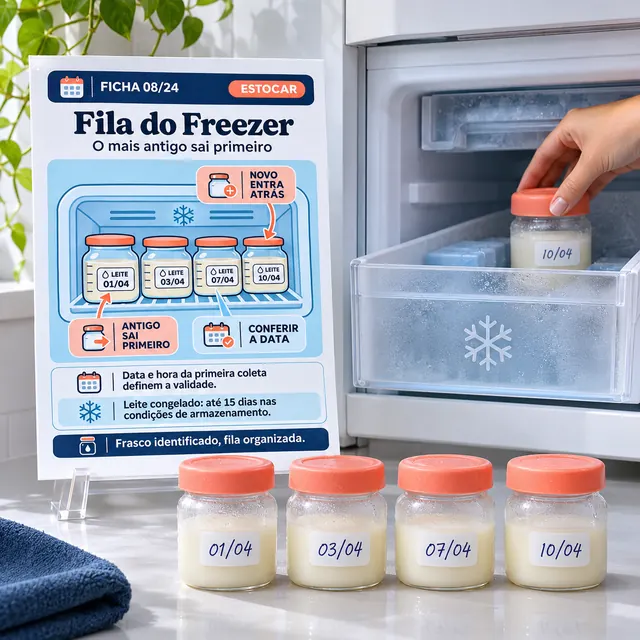 FICHA 08/24
ESTOCAR
Fila do Freezer
O mais antigo sai primeiro
NOVO
ENTRA
ATRÁS
LEITE
01/04
LEITE
03/04
LEITE
07/04
LEITE
10/04
ANTIGO
SAI
PRIMEIRO
CONFERIR
A DATA
Data e hora da primeira coleta
definem a validade.
Leite congelado: até 15 dias nas
condições de armazenamento.
Frasco identificado, fila organizada.
10/04
01/04
03/04
07/04
10/04